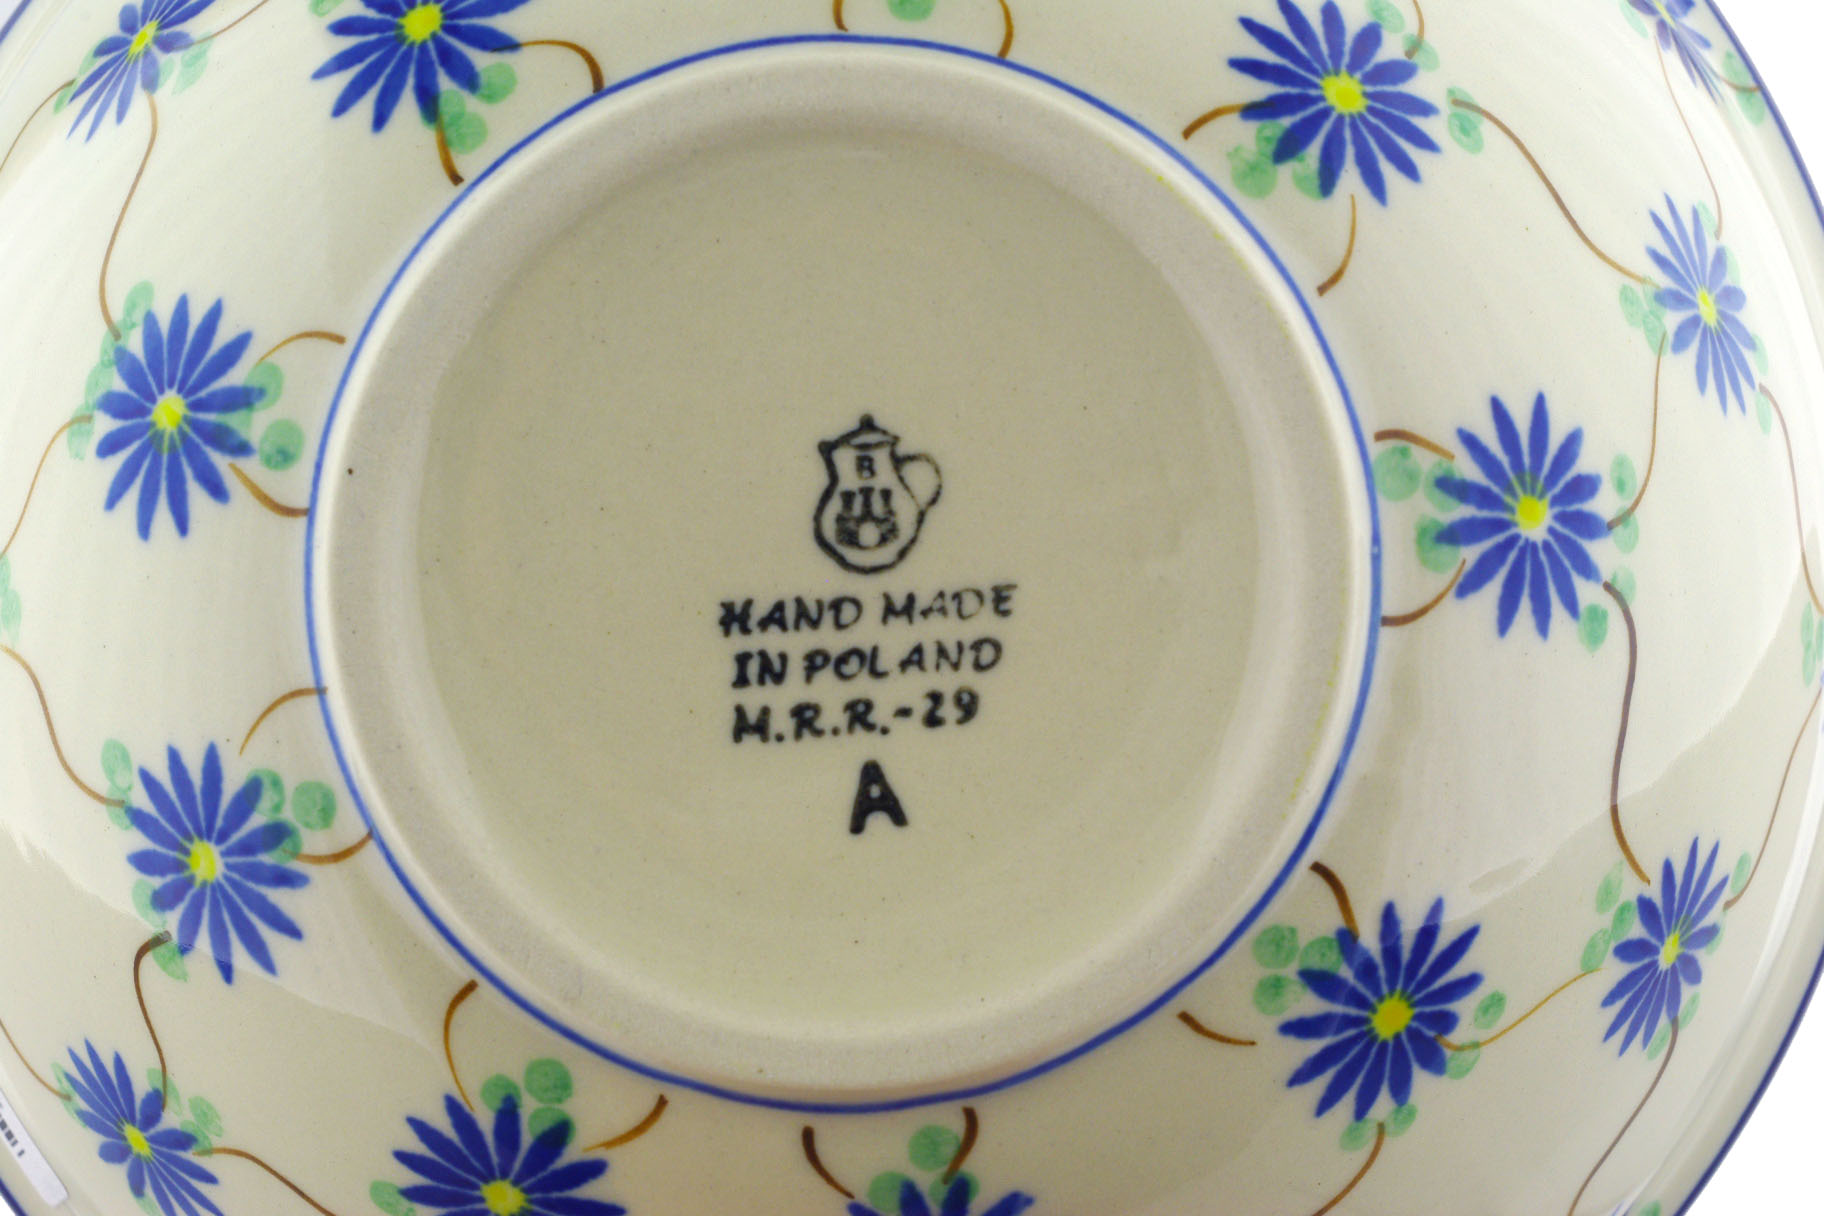 B
HAND MADE
IN POLAND
M.R.R.-29
A